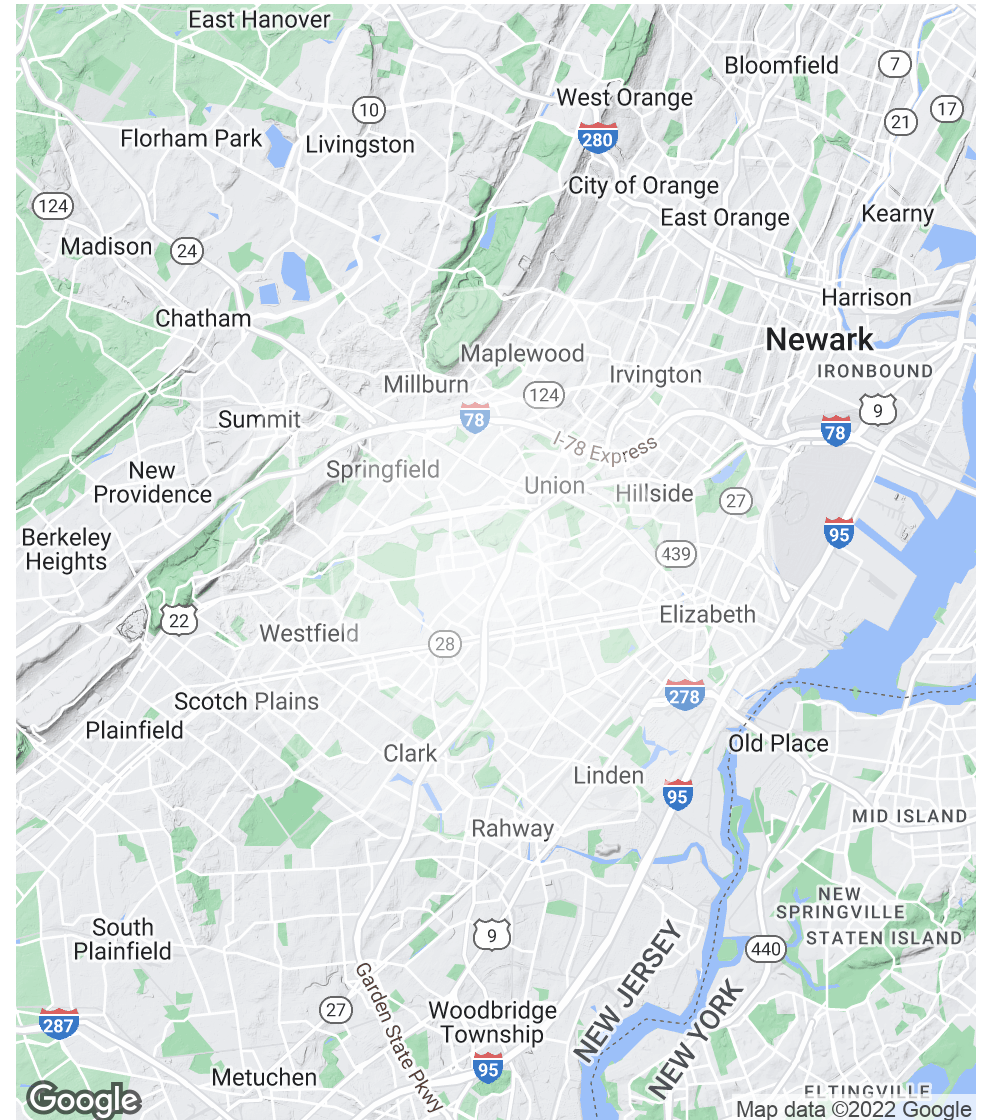 East Hanover
Bloomfield
7
West Orange
10
17
21
Florham Park
Livingston
280
City of Orange
124
East Orange
Kearny
Madison
24
Harrison
Chatham
Newark
Maplewood
IRONBOUND
Millburn
Irvington
124
9
Summit
78
78
I-78 Express
New
Providence
Springfield
Union
Hillside
27
Berkeley
Heights
95
439
22
Elizabeth
Westfield
28
278
Scotch Plains
Plainfield
Old Place
Clark
Linden
95
MID ISLAND
Rahway
NEW
SPRINGVILLE
South
Plainfield
9
STATEN ISLAND
440
NEW JERSEY
NEW YORK
Garden State Pkwy
27
Woodbridge
Township
287
95
Metuchen
ELTINGVILLE
Google
Map data ©2022 Google